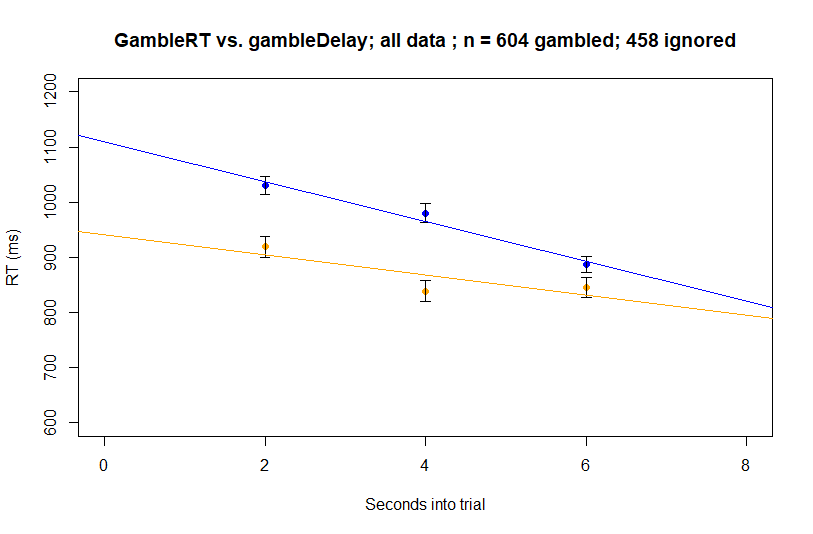 GambleRT vs. gambleDelay; all data ; n = 604 gambled; 458 ignored
RT (ms)
1200
1100
1000
900
800
700
600
0 2 4 6 8
Seconds into trial